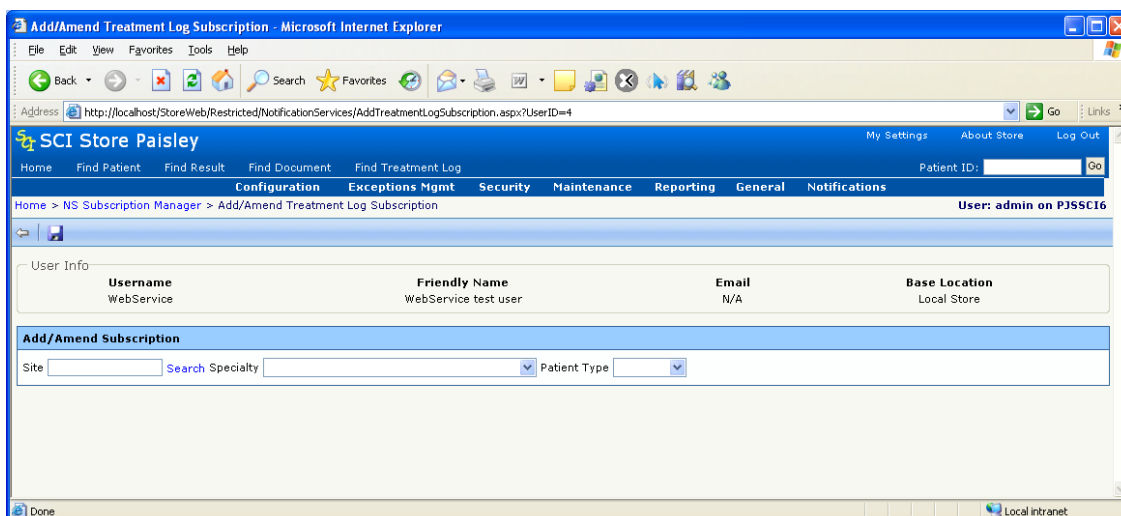 Add/Amend Treatment Log Subscription - Microsoft Internet Explorer
File Edit View Favorites Tools Help
Back Search Favorites
Address http://localhost/StoreWeb/Restricted/NotificationServices/AddTreatmentLogSubscription.aspx?UserID=4 Go Links
SCI Store Paisley My Settings About Store Log Out
Home Find Patient Find Result Find Document Find Treatment Log Patient ID: Go
Configuration Exceptions Mgmt Security Maintenance Reporting General Notifications
Home > NS Subscription Manager > Add/Amend Treatment Log Subscription User: admin on PJSSCI6
User Info
Username Friendly Name Email Base Location
WebService WebService test user N/A Local Store
Add/Amend Subscription
Site Search Specialty Patient Type
Done Local intranet